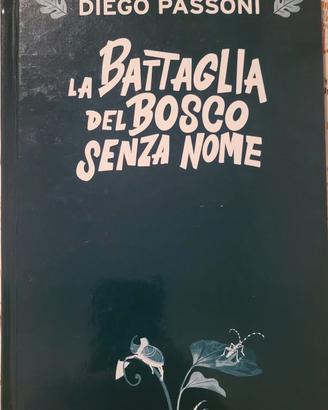 DIEGO PASSONI
LA BATTAGLIA
DEL BOSCO
SENZA NOME